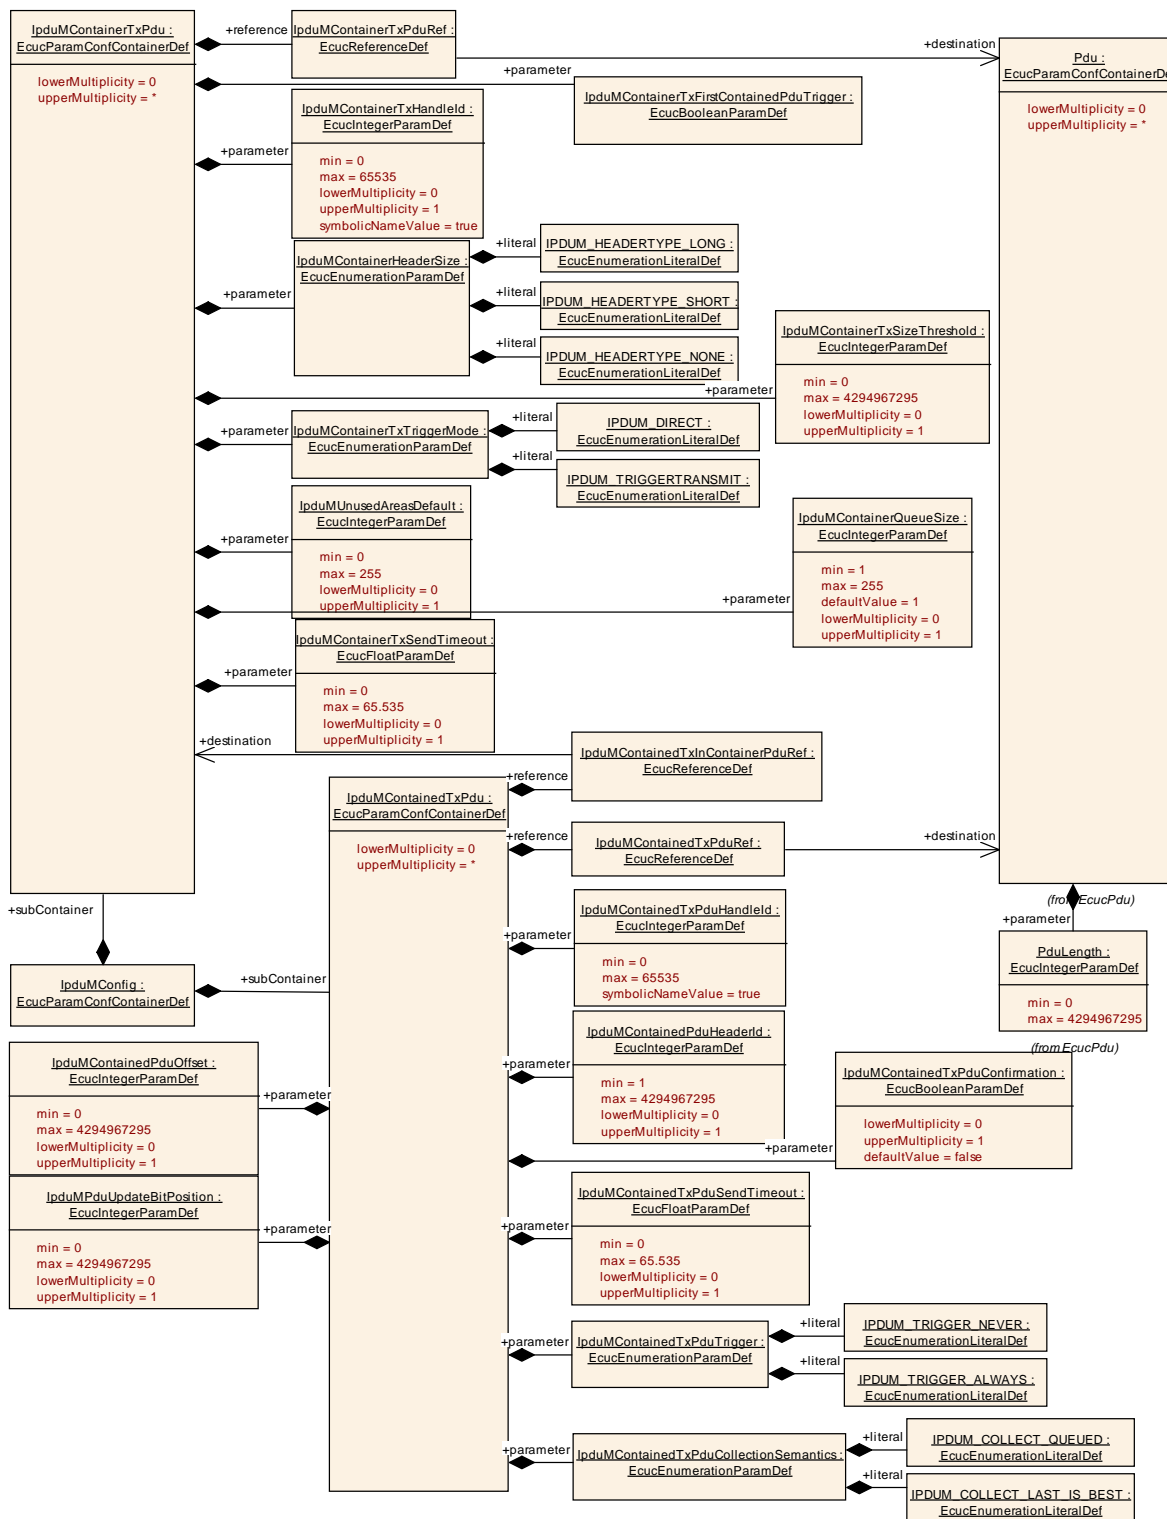 IpduMContainerTxPdu :
EcucParamConfContainerDef
lowerMultiplicity = 0
upperMultiplicity = *
+reference
IpduMContainerTxPduRef :
EcucReferenceDef
+destination
Pdu :
EcucParamConfContainerDe
lowerMultiplicity = 0
upperMultiplicity = *
+parameter
IpduMContainerTxFirstContainedPduTrigger :
EcucBooleanParamDef
IpduMContainerTxHandleId :
EcucIntegerParamDef
+parameter
min = 0
max = 65535
lowerMultiplicity = 0
upperMultiplicity = 1
symbolicNameValue = true
IpduMContainerHeaderSize :
EcucEnumerationParamDef
+parameter
+literal
IPDUM_HEADERTYPE_LONG :
EcucEnumerationLiteralDef
+literal
IPDUM_HEADERTYPE_SHORT :
EcucEnumerationLiteralDef
+literal
IPDUM_HEADERTYPE_NONE :
EcucEnumerationLiteralDef
IpduMContainerTxSizeThreshold :
EcucIntegerParamDef
+parameter
min = 0
max = 4294967295
lowerMultiplicity = 0
upperMultiplicity = 1
+parameter
IpduMContainerTxTriggerMode :
EcucEnumerationParamDef
+literal
IPDUM_DIRECT :
EcucEnumerationLiteralDef
+literal
IPDUM_TRIGGERTRANSMIT :
EcucEnumerationLiteralDef
IpduMUnusedAreasDefault :
EcucIntegerParamDef
+parameter
min = 0
max = 255
lowerMultiplicity = 0
upperMultiplicity = 1
IpduMContainerQueueSize :
EcucIntegerParamDef
+parameter
min = 1
max = 255
defaultValue = 1
lowerMultiplicity = 0
upperMultiplicity = 1
IpduMContainerTxSendTimeout :
EcucFloatParamDef
+parameter
min = 0
max = 65.535
lowerMultiplicity = 0
upperMultiplicity = 1
+destination
IpduMContainedTxInContainerPduRef :
EcucReferenceDef
+reference
IpduMContainedTxPdu :
EcucParamConfContainerDef
lowerMultiplicity = 0
upperMultiplicity = *
+reference
IpduMContainedTxPduRef :
EcucReferenceDef
+destination
(from EcucPdu)
+parameter
PduLength :
EcucIntegerParamDef
min = 0
max = 4294967295
(from EcucPdu)
+subContainer
IpduMConfig :
EcucParamConfContainerDef
+subContainer
IpduMContainedTxPduHandleId :
EcucIntegerParamDef
+parameter
min = 0
max = 65535
symbolicNameValue = true
IpduMContainedPduHeaderId :
EcucIntegerParamDef
+parameter
min = 1
max = 4294967295
lowerMultiplicity = 0
upperMultiplicity = 1
IpduMContainedPduOffset :
EcucIntegerParamDef
+parameter
min = 0
max = 4294967295
lowerMultiplicity = 0
upperMultiplicity = 1
IpduMContainedTxPduConfirmation :
EcucBooleanParamDef
+parameter
lowerMultiplicity = 0
upperMultiplicity = 1
defaultValue = false
IpduMPduUpdateBitPosition :
EcucIntegerParamDef
+parameter
min = 0
max = 4294967295
lowerMultiplicity = 0
upperMultiplicity = 1
IpduMContainedTxPduSendTimeout :
EcucFloatParamDef
+parameter
min = 0
max = 65.535
lowerMultiplicity = 0
upperMultiplicity = 1
+parameter
IpduMContainedTxPduTrigger :
EcucEnumerationParamDef
+literal
IPDUM_TRIGGER_NEVER :
EcucEnumerationLiteralDef
+literal
IPDUM_TRIGGER_ALWAYS :
EcucEnumerationLiteralDef
+parameter
IpduMContainedTxPduCollectionSemantics :
EcucEnumerationParamDef
+literal
IPDUM_COLLECT_QUEUED :
EcucEnumerationLiteralDef
+literal
IPDUM_COLLECT_LAST_IS_BEST :
EcucEnumerationLiteralDef